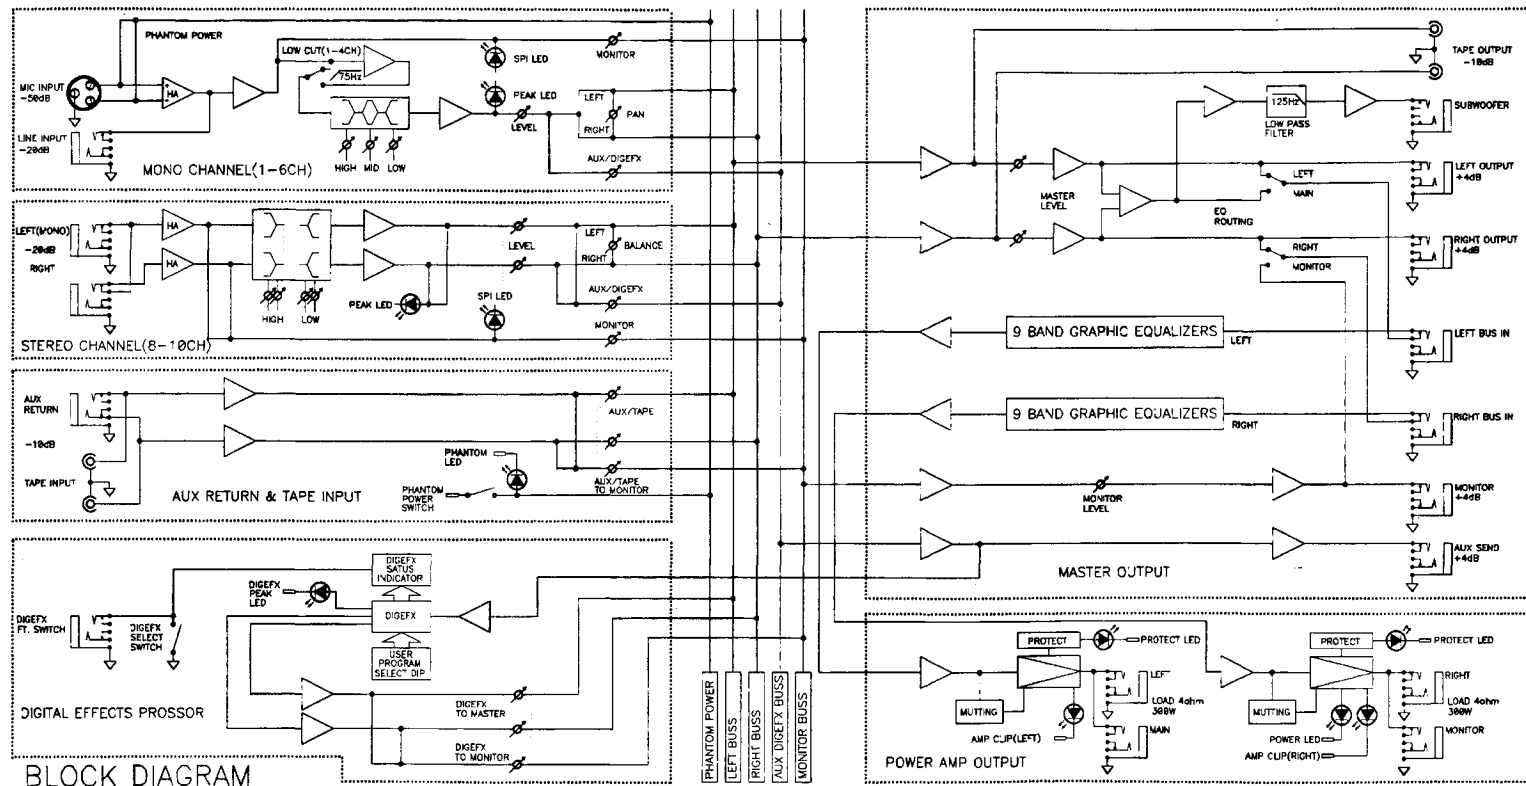 PHANTOM POWER
LOW CUT(1-4CH)
75Hz
SPI LED
MONITOR
MIC INPUT
-50dB
HA
PEAK LED
LEVEL
LEFT
PAN
RIGHT
LINE INPUT
-20dB
HIGH MID LOW
AUX/DIGEFX
MONO CHANNEL(1-6CH)
LEFT(MONO)
-20dB
RIGHT
HA
HA
LEVEL
LEFT
BALANCE
RIGHT
HIGH
LOW
PEAK LED
SPI LED
AUX/DIGEFX
MONITOR
STEREO CHANNEL(8-10CH)
AUX
RETURN
-10dB
TAPE INPUT
AUX/TAPE
PHANTOM
LED
PHANTOM
POWER
SWITCH
AUX/TAPE
TO MONITOR
AUX RETURN & TAPE INPUT
DIGEFX
SATUS
INDICATOR
DIGEFX
PEAK
LED
DIGEFX
DIGEFX
FT. SWITCH
DIGEFX
SELECT
SWITCH
USER
PROGRAM
SELECT DIP
DIGEFX
TO MASTER
DIGEFX
TO MONITOR
DIGITAL EFFECTS PROSSOR
BLOCK DIAGRAM
PHANTOM POWER
LEFT BUSS
RIGHT BUSS
AUX DIGEFX BUSS
MONITOR BUSS
TAPE OUTPUT
-10dB
125Hz
LOW PASS
FILTER
SUBWOOFER
MASTER
LEVEL
LEFT
MAIN
LEFT OUTPUT
+4dB
EQ
ROUTING
RIGHT
MONITOR
RIGHT OUTPUT
+4dB
9 BAND GRAPHIC EQUALIZERS
LEFT
LEFT BUS IN
9 BAND GRAPHIC EQUALIZERS
RIGHT
RIGHT BUS IN
MONITOR
LEVEL
MONITOR
+4dB
AUX SEND
+4dB
MASTER OUTPUT
PROTECT
PROTECT LED
LEFT
LOAD 4ohm
300W
MUTTING
AMP CLIP(LEFT)
MAIN
PROTECT
PROTECT LED
RIGHT
LOAD 4ohm
300W
MUTTING
POWER LED
AMP CLIP(RIGHT)
MONITOR
POWER AMP OUTPUT